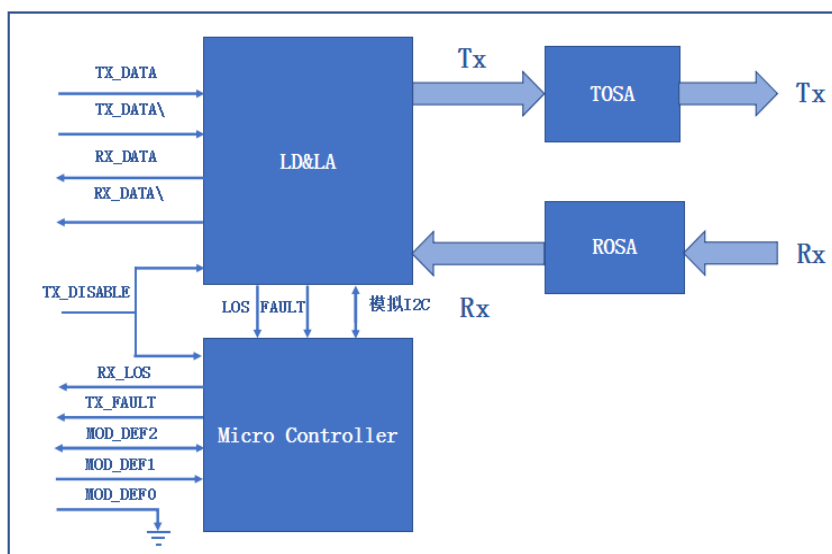 TX_DATA
TX_DATA\
RX_DATA
RX_DATA\
TX_DISABLE
LD&LA
Tx
TOSA
Tx
ROSA
Rx
Rx
LOS
FAULT
模拟I2C
RX_LOS
TX_FAULT
MOD_DEF2
MOD_DEF1
MOD_DEF0
Micro Controller